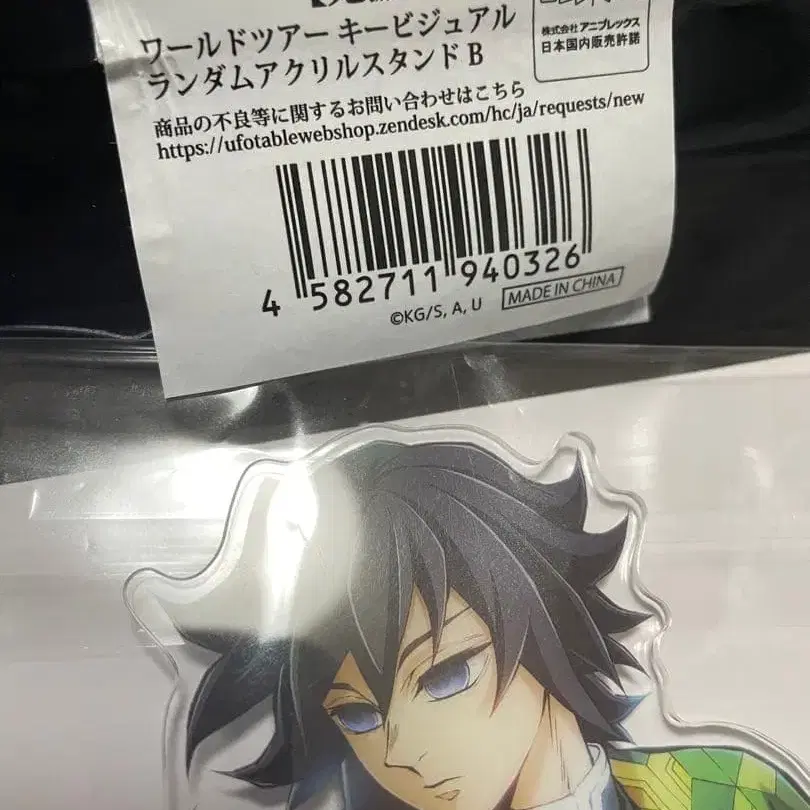 ワールドツアー キービジュアル
ランダムアクリルスタンド B
株式会社 アニプレックス
日本国内販売許諾
商品の不良等に関するお問い合わせはこちら
https://ufotablewebshop.zendesk.com/hc/ja/requests/new
4 582711 940326
©KG/S, A, U
MADE IN CHINA